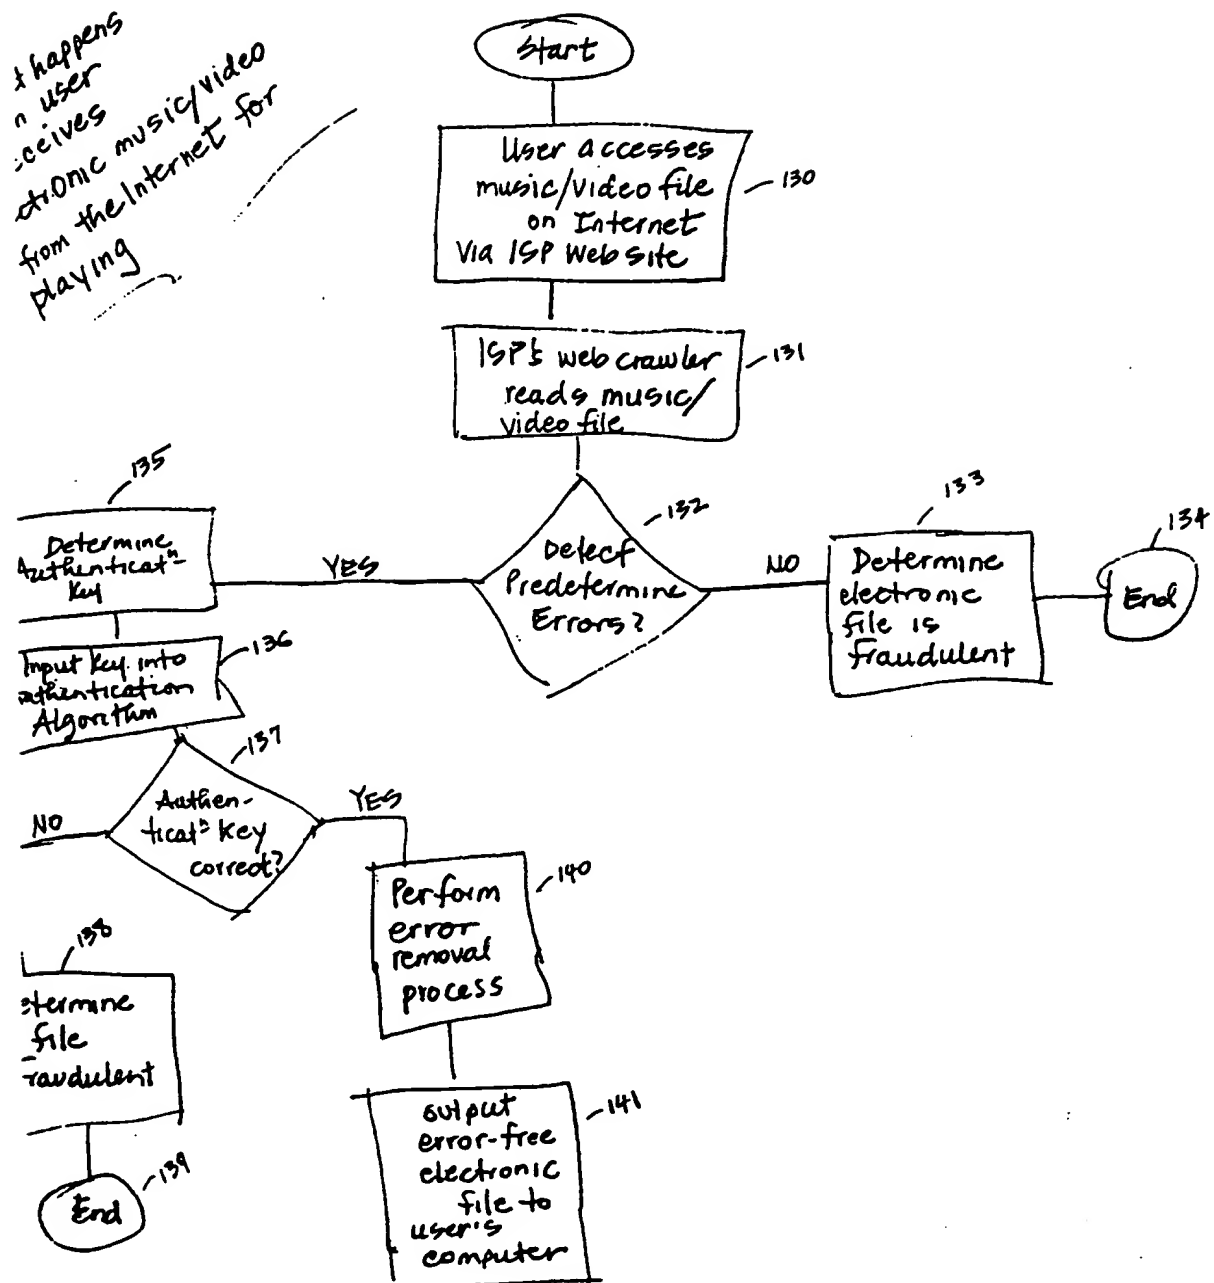 t happens
n user
ceives
ctronic music/video
from the Internet for
playing
Start
User accesses
music/video file
on Internet
Via ISP Web site
130
ISP's web crawler
reads music/
video file
131
132
Detect
Predetermine
Errors?
YES
NO
133
Determine
electronic
file is
fraudulent
134
End
135
Determine
Authenticatⁿ-
Key
136
Input Key into
uthentication
Algorithm
137
Authen-
ticatⁿ Key
correct?
NO
YES
138
etermine
file
raudulent
139
End
140
Perform
error
removal
process
141
output
error-free
electronic
file to
user's
computer